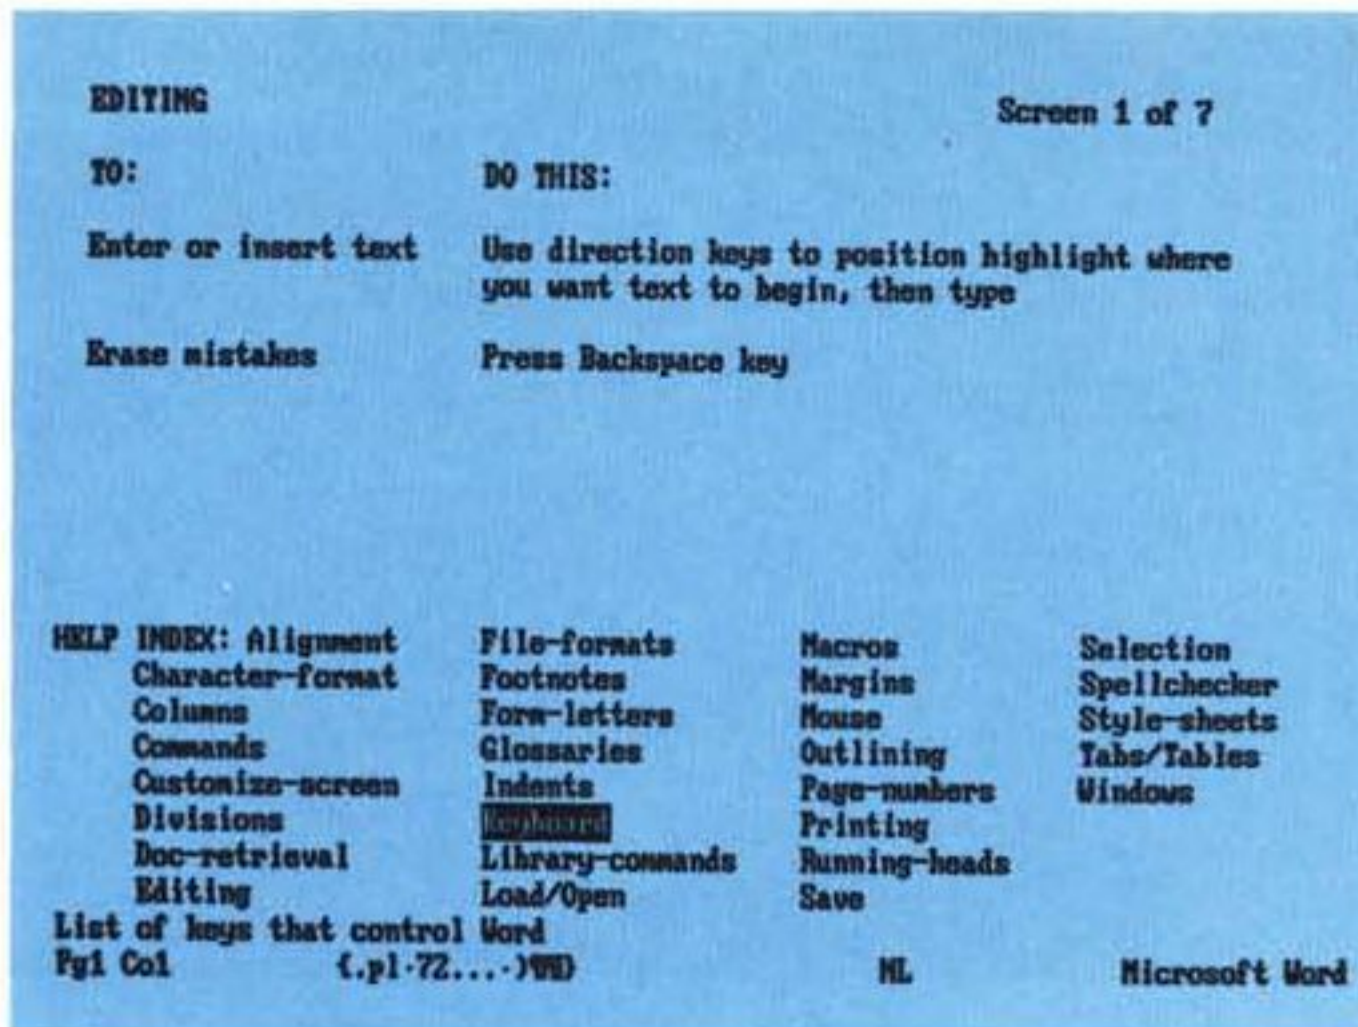 EDITING Screen 1 of 7
TO: DO THIS:
Enter or insert text Use direction keys to position highlight where
you want text to begin, then type
Erase mistakes Press Backspace key
HELP INDEX: Alignment File-formats Macros Selection
Character-format Footnotes Margins Spellchecker
Columns Form-letters Mouse Style-sheets
Commands Glossaries Outlining Tabs/Tables
Customize-screen Indents Page-numbers Windows
Divisions Keyboard Printing
Doc-retrieval Library-commands Running-heads
Editing Load/Open Save
List of keys that control Word
Pg1 Co1 {.pl·72...·) NL Microsoft Word